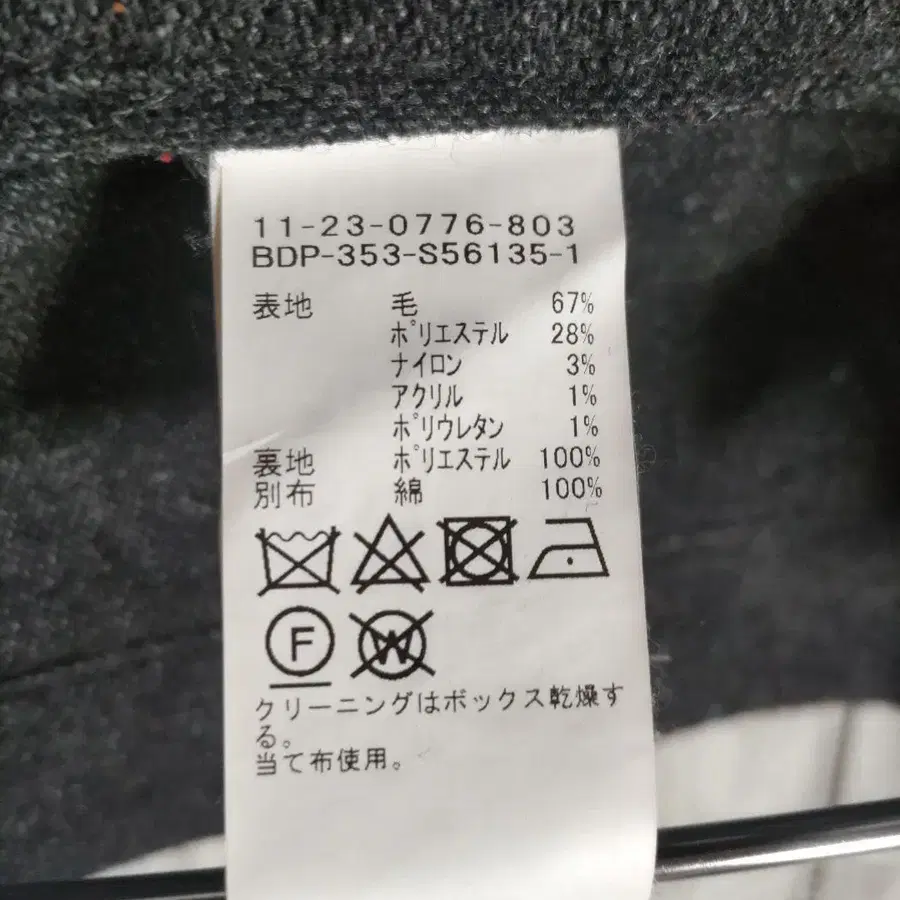 11-23-0776-803
BDP-353-S56135-1
表地 毛 67%
ポリエステル 28%
ナイロン 3%
アクリル 1%
ポリウレタン 1%
裏地 ポリエステル 100%
別布 綿 100%
F W
クリーニングはボックス乾燥す
る。
当て布使用。